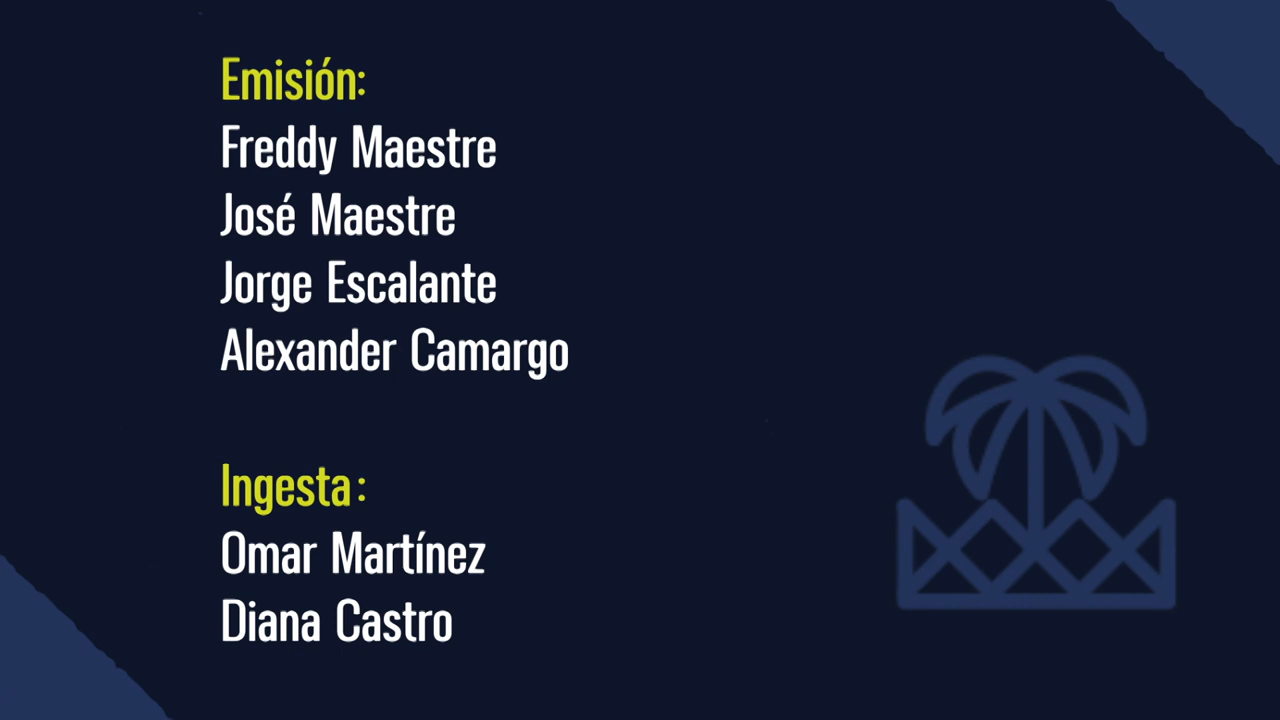 Emisión:
Freddy Maestre
José Maestre
Jorge Escalante
Alexander Camargo
Ingesta :
Omar Martínez
Diana Castro